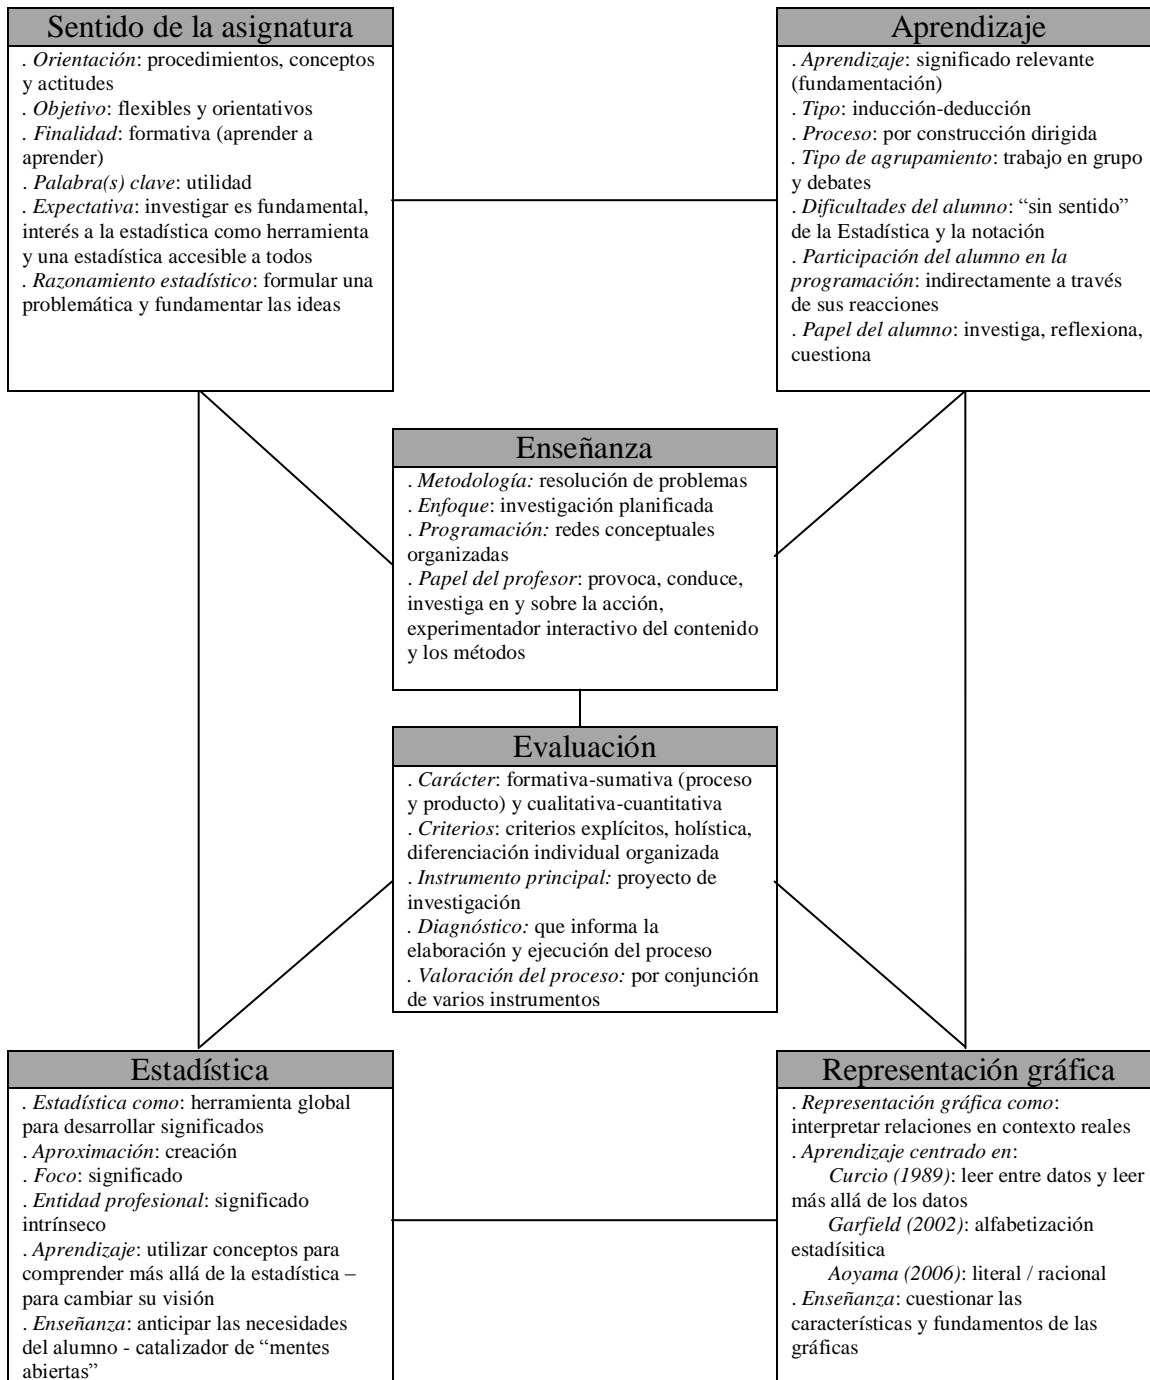 Sentido de la asignatura
. Orientación: procedimientos, conceptos
y actitudes
. Objetivo: flexibles y orientativos
. Finalidad: formativa (aprender a
aprender)
. Palabra(s) clave: utilidad
. Expectativa: investigar es fundamental,
interés a la estadística como herramienta
y una estadística accesible a todos
. Razonamiento estadístico: formular una
problemática y fundamentar las ideas
Aprendizaje
. Aprendizaje: significado relevante
(fundamentación)
. Tipo: inducción-deducción
. Proceso: por construcción dirigida
. Tipo de agrupamiento: trabajo en grupo
y debates
. Dificultades del alumno: “sin sentido”
de la Estadística y la notación
. Participación del alumno en la
programación: indirectamente a través
de sus reacciones
. Papel del alumno: investiga, reflexiona,
cuestiona
Enseñanza
. Metodología: resolución de problemas
. Enfoque: investigación planificada
. Programación: redes conceptuales
organizadas
. Papel del profesor: provoca, conduce,
investiga en y sobre la acción,
experimentador interactivo del contenido
y los métodos
Evaluación
. Carácter: formativa-sumativa (proceso
y producto) y cualitativa-cuantitativa
. Criterios: criterios explícitos, holística,
diferenciación individual organizada
. Instrumento principal: proyecto de
investigación
. Diagnóstico: que informa la
elaboración y ejecución del proceso
. Valoración del proceso: por conjunción
de varios instrumentos
Estadística
. Estadística como: herramienta global
para desarrollar significados
. Aproximación: creación
. Foco: significado
. Entidad profesional: significado
intrínseco
. Aprendizaje: utilizar conceptos para
comprender más allá de la estadística –
para cambiar su visión
. Enseñanza: anticipar las necesidades
del alumno - catalizador de “mentes
abiertas”
Representación gráfica
. Representación gráfica como:
interpretar relaciones en contexto reales
. Aprendizaje centrado en:
Curcio (1989): leer entre datos y leer
más allá de los datos
Garfield (2002): alfabetización
estadísitica
Aoyama (2006): literal / racional
. Enseñanza: cuestionar las
características y fundamentos de las
gráficas